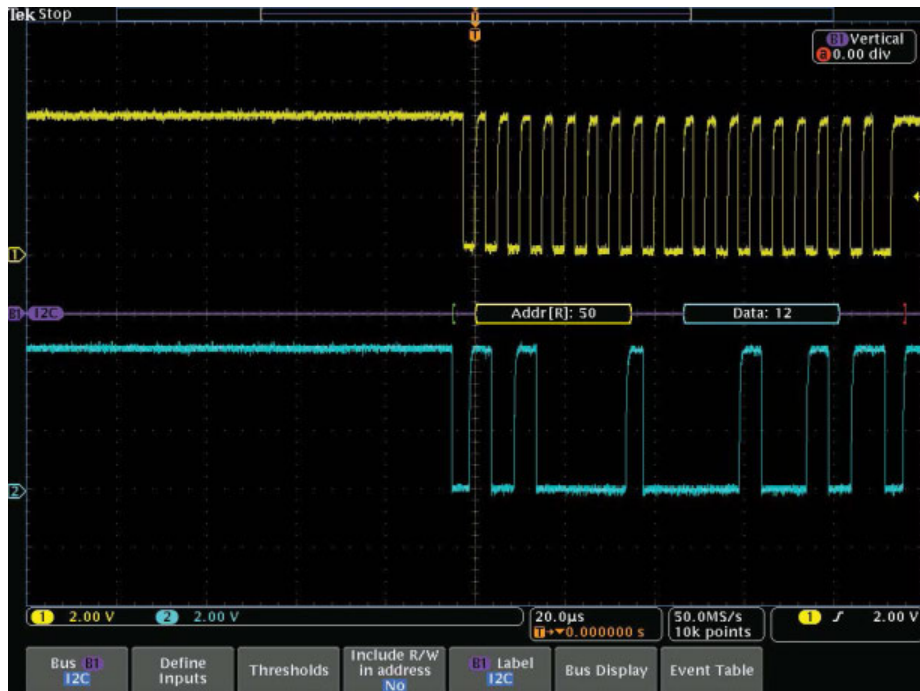 Tek Stop
T
T
B1 Vertical
a 0.00 div
1
B1 I2C
Addr[R]: 50
Data: 12
2
1 2.00 V 2 2.00 V
20.0µs
T→▼0.000000 s
50.0MS/s
10k points
1 2.00 V
Bus B1
I2C
Define
Inputs
Thresholds
Include R/W
in address
No
B1 Label
I2C
Bus Display
Event Table